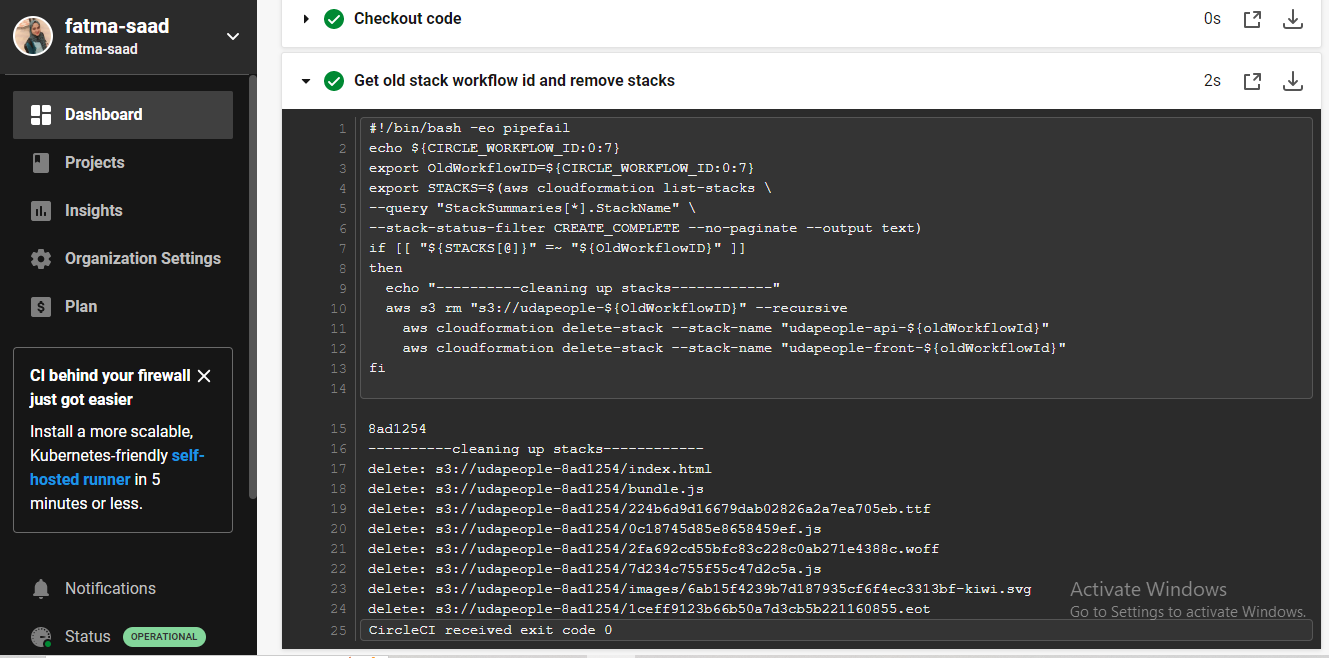 fatma-saad
fatma-saad
Dashboard
Projects
Insights
Organization Settings
Plan
CI behind your firewall
just got easier
Install a more scalable,
Kubernetes-friendly self-
hosted runner in 5
minutes or less.
Notifications
Status OPERATIONAL
Checkout code 0s
Get old stack workflow id and remove stacks 2s
1 #!/bin/bash -eo pipefail
2 echo ${CIRCLE_WORKFLOW_ID:0:7}
3 export OldWorkflowID=${CIRCLE_WORKFLOW_ID:0:7}
4 export STACKS=$(aws cloudformation list-stacks \
5 --query "StackSummaries[*].StackName" \
6 --stack-status-filter CREATE_COMPLETE --no-paginate --output text)
7 if [[ "${STACKS[@]}" =~ "${OldWorkflowID}" ]]
8 then
9   echo "----------cleaning up stacks------------"
10   aws s3 rm "s3://udapeople-${OldWorkflowID}" --recursive
11     aws cloudformation delete-stack --stack-name "udapeople-api-${oldWorkflowId}"
12     aws cloudformation delete-stack --stack-name "udapeople-front-${oldWorkflowId}"
13 fi
14
15 8ad1254
16 ----------cleaning up stacks------------
17 delete: s3://udapeople-8ad1254/index.html
18 delete: s3://udapeople-8ad1254/bundle.js
19 delete: s3://udapeople-8ad1254/224b6d9d16679dab02826a2a7ea705eb.ttf
20 delete: s3://udapeople-8ad1254/0c18745d85e8658459ef.js
21 delete: s3://udapeople-8ad1254/2fa692cd55bfc83c228c0ab271e4388c.woff
22 delete: s3://udapeople-8ad1254/7d234c755f55c47d2c5a.js
23 delete: s3://udapeople-8ad1254/images/6ab15f4239b7d187935cf6f4ec3313bf-kiwi.svg
24 delete: s3://udapeople-8ad1254/1ceff9123b66b50a7d3cb5b221160855.eot
25 CircleCI received exit code 0
Activate Windows
Go to Settings to activate Windows.